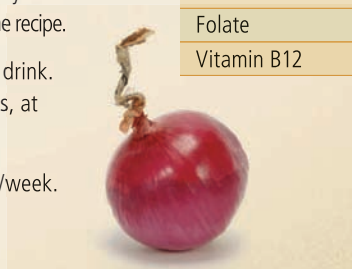 e recipe.
drink.
s, at
/week.
Folate
Vitamin B12